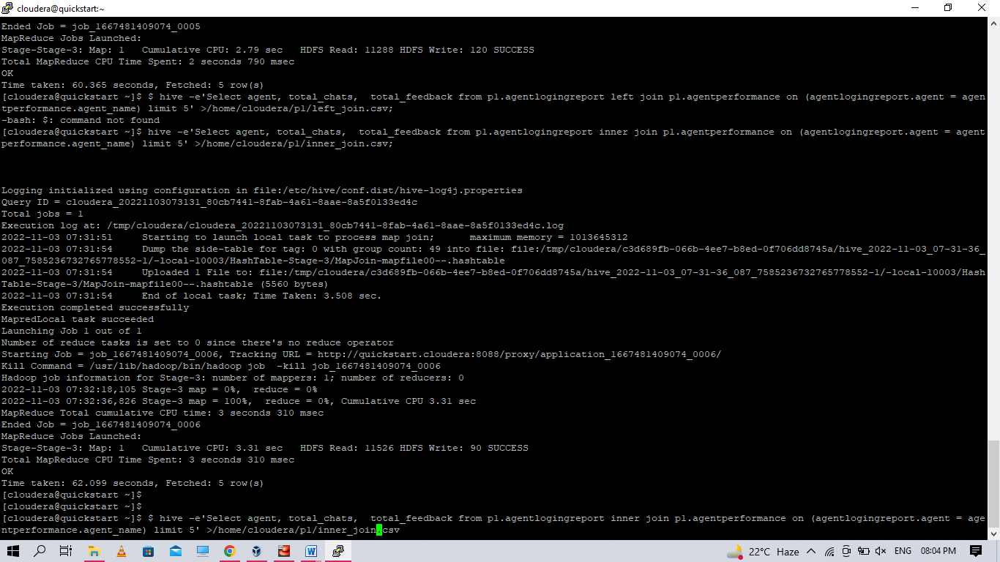 cloudera@quickstart:~
Ended Job = job_1667481409074_0005
MapReduce Jobs Launched:
Stage-Stage-3: Map: 1   Cumulative CPU: 2.79 sec   HDFS Read: 11288 HDFS Write: 120 SUCCESS
Total MapReduce CPU Time Spent: 2 seconds 790 msec
OK
Time taken: 60.365 seconds, Fetched: 5 row(s)
[cloudera@quickstart ~]$ $ hive -e'Select agent, total_chats,  total_feedback from p1.agentlogingreport left join p1.agentperformance on (agentlogingreport.agent = agen
tperformance.agent_name) limit 5' >/home/cloudera/p1/left_join.csv;
-bash: $: command not found
[cloudera@quickstart ~]$ hive -e'Select agent, total_chats,  total_feedback from p1.agentlogingreport inner join p1.agentperformance on (agentlogingreport.agent = agent
performance.agent_name) limit 5' >/home/cloudera/p1/inner_join.csv;
Logging initialized using configuration in file:/etc/hive/conf.dist/hive-log4j.properties
Query ID = cloudera_20221103073131_80cb7441-8fab-4a61-8aae-8a5f0133ed4c
Total jobs = 1
Execution log at: /tmp/cloudera/cloudera_20221103073131_80cb7441-8fab-4a61-8aae-8a5f0133ed4c.log
2022-11-03 07:31:51     Starting to launch local task to process map join;      maximum memory = 1013645312
2022-11-03 07:31:54     Dump the side-table for tag: 0 with group count: 49 into file: file:/tmp/cloudera/c3d689fb-066b-4ee7-b8ed-0f706dd8745a/hive_2022-11-03_07-31-36_
087_7585236732765778552-1/-local-10003/HashTable-Stage-3/MapJoin-mapfile00--.hashtable
2022-11-03 07:31:54     Uploaded 1 File to: file:/tmp/cloudera/c3d689fb-066b-4ee7-b8ed-0f706dd8745a/hive_2022-11-03_07-31-36_087_7585236732765778552-1/-local-10003/Hash
Table-Stage-3/MapJoin-mapfile00--.hashtable (5560 bytes)
2022-11-03 07:31:54     End of local task; Time Taken: 3.508 sec.
Execution completed successfully
MapredLocal task succeeded
Launching Job 1 out of 1
Number of reduce tasks is set to 0 since there's no reduce operator
Starting Job = job_1667481409074_0006, Tracking URL = http://quickstart.cloudera:8088/proxy/application_1667481409074_0006/
Kill Command = /usr/lib/hadoop/bin/hadoop job  -kill job_1667481409074_0006
Hadoop job information for Stage-3: number of mappers: 1; number of reducers: 0
2022-11-03 07:32:18,105 Stage-3 map = 0%,  reduce = 0%
2022-11-03 07:32:36,826 Stage-3 map = 100%,  reduce = 0%, Cumulative CPU 3.31 sec
MapReduce Total cumulative CPU time: 3 seconds 310 msec
Ended Job = job_1667481409074_0006
MapReduce Jobs Launched:
Stage-Stage-3: Map: 1   Cumulative CPU: 3.31 sec   HDFS Read: 11526 HDFS Write: 90 SUCCESS
Total MapReduce CPU Time Spent: 3 seconds 310 msec
OK
Time taken: 62.099 seconds, Fetched: 5 row(s)
[cloudera@quickstart ~]$
[cloudera@quickstart ~]$
[cloudera@quickstart ~]$ $ hive -e'Select agent, total_chats,  total_feedback from p1.agentlogingreport inner join p1.agentperformance on (agentlogingreport.agent = age
ntperformance.agent_name) limit 5' >/home/cloudera/p1/inner_join.csv
22°C  Haze  ENG  08:04 PM